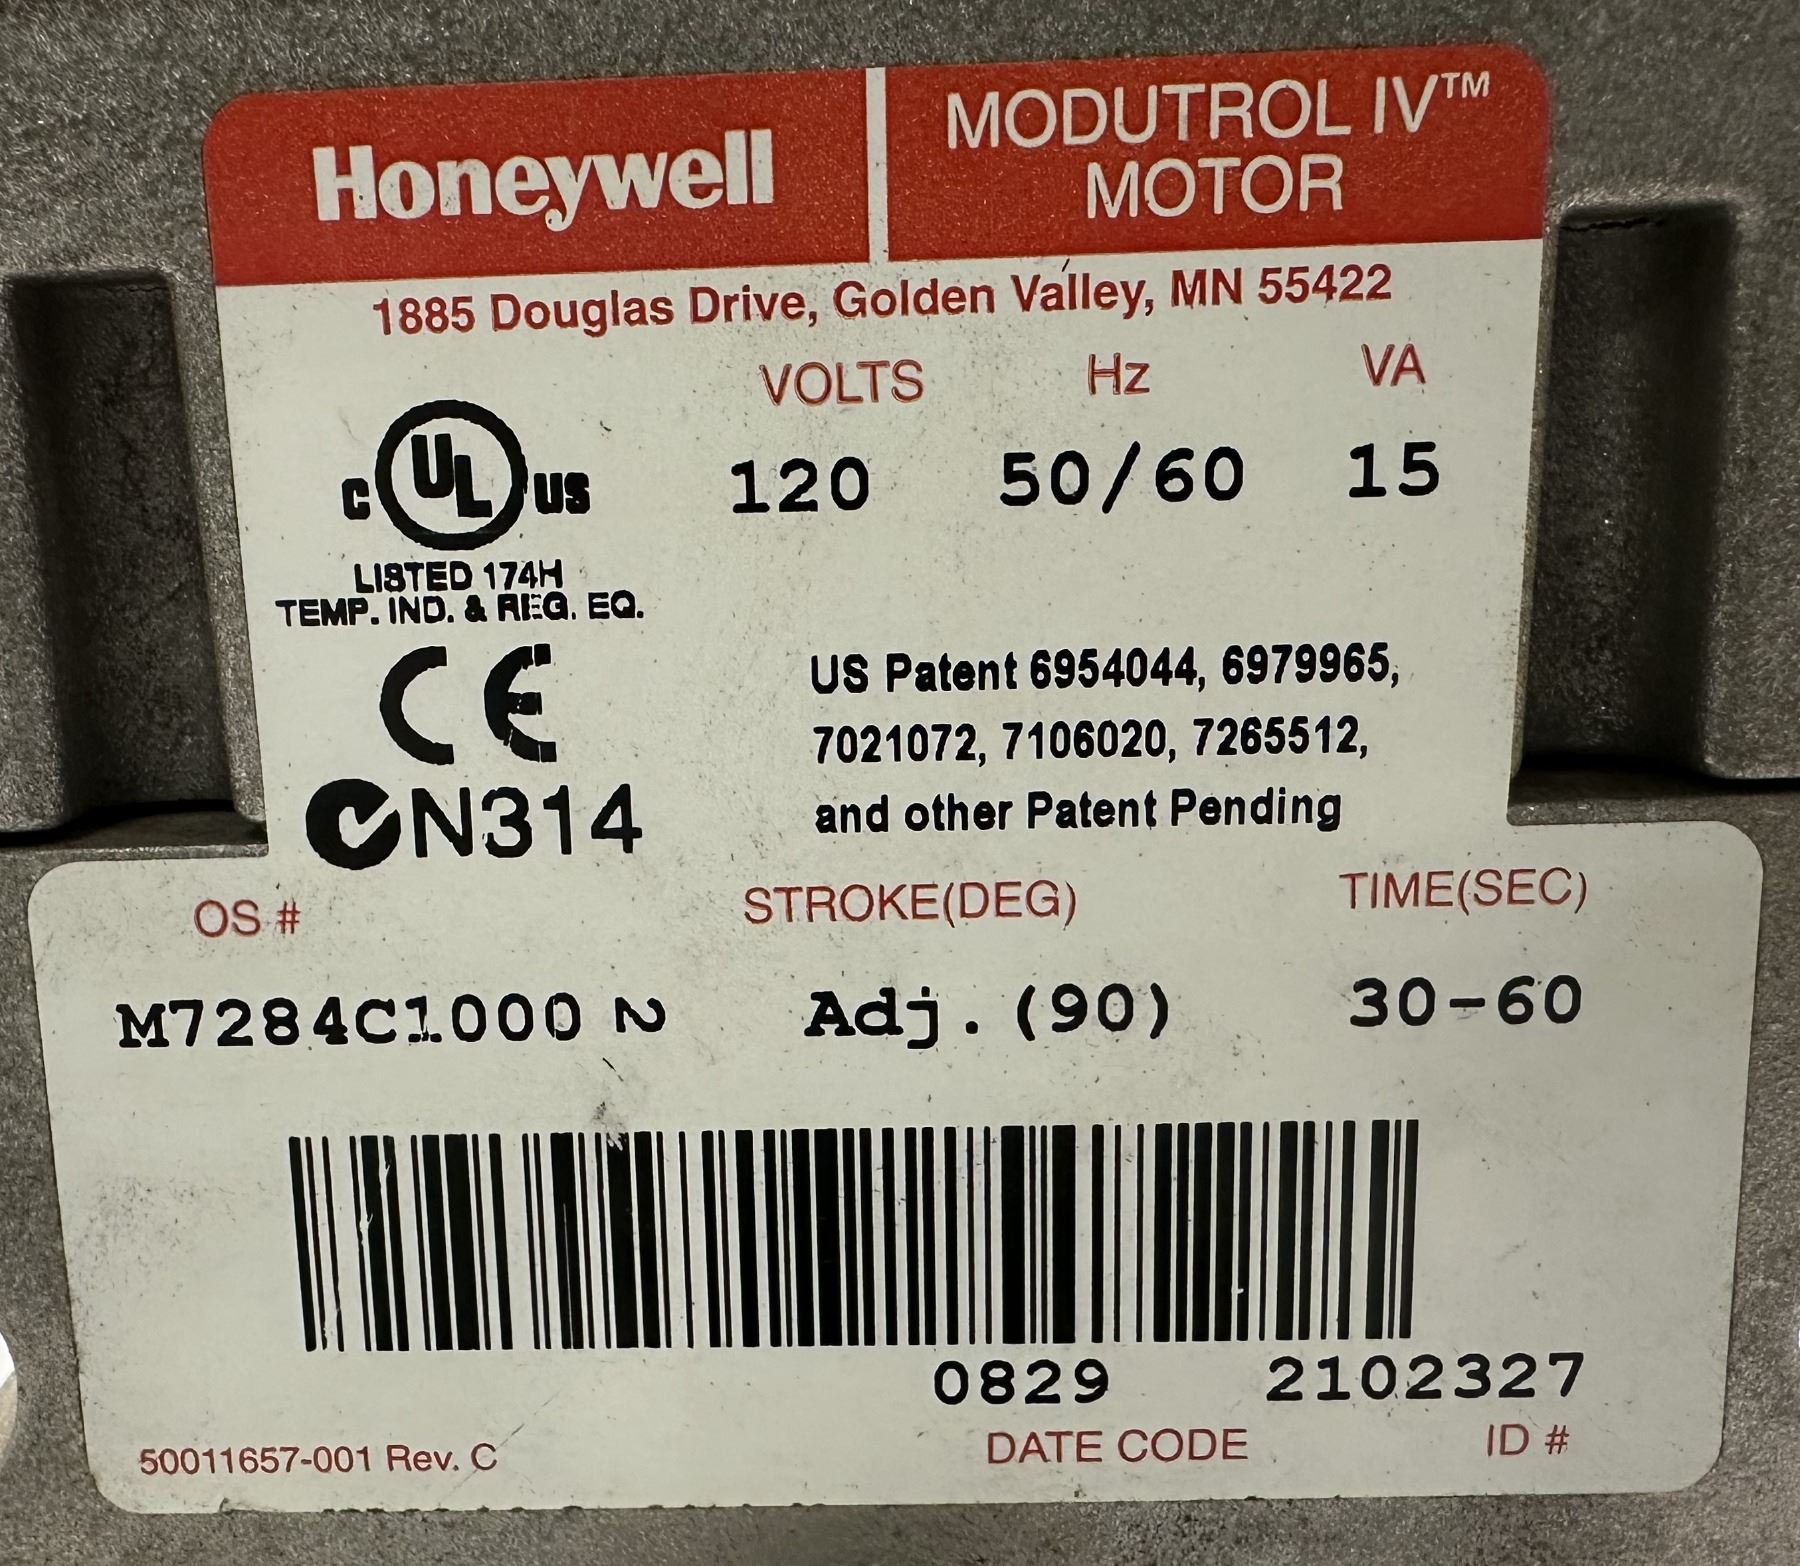 Honeywell
MODUTROL IV™
MOTOR
1885 Douglas Drive, Golden Valley, MN 55422
VOLTS Hz VA
120 50/60 15
C UL US
LISTED 174H
TEMP. IND. & REG. EQ.
CE
N314
US Patent 6954044, 6979965,
7021072, 7106020, 7265512,
and other Patent Pending
OS # STROKE(DEG) TIME(SEC)
M7284C1000 Adj.(90) 30-60
0829 2102327
DATE CODE ID #
50011657-001 Rev. C